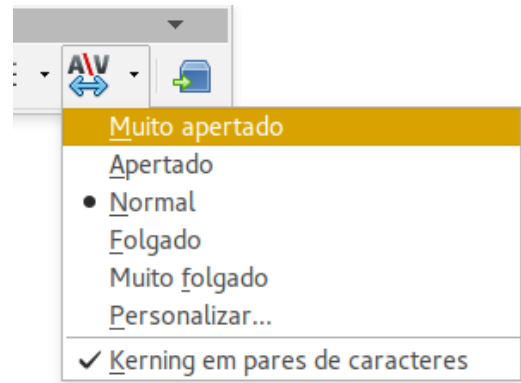 A\V
Muito apertado
Apertado
Normal
Folgado
Muito folgado
Personalizar...
Kerning em pares de caracteres